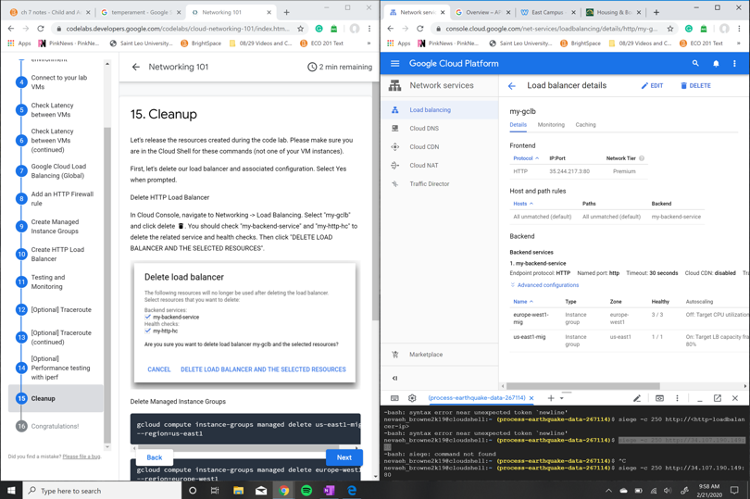 ch 7 notes - Child and A
temperament - Google S
Networking 101
codelabs.developers.google.com/codelabs/cloud-networking-101/index.htm...
Apps
M
PinkNews - PinkNe...
Saint Leo University...
BrightSpace
08/29 Videos and C...
ECO 201 Text
environment
4 Connect to your lab
VMs
5 Check Latency
between VMs
6 Check Latency
between VMs
(continued)
7 Google Cloud Load
Balancing (Global)
8 Add an HTTP Firewall
rule
9 Create Managed
Instance Groups
10 Create HTTP Load
Balancer
11 Testing and
Monitoring
12 [Optional] Traceroute
13 [Optional] Traceroute
(continued)
14 [Optional]
Performance testing
with iperf
15 Cleanup
16 Congratulations!
Did you find a mistake? Please file a bug.
Networking 101
2 min remaining
15. Cleanup
Let's release the resources created during the code lab. Please make sure you
are in the Cloud Shell for these commands (not one of your VM instances).
First, let's delete our load balancer and associated configuration. Select Yes
when prompted.
Delete HTTP Load Balancer
In Cloud Console, navigate to Networking -> Load Balancing. Select "my-gclb"
and click delete . You should check "my-backend-service" and "my-http-hc" to
delete the related service and health checks. Then click "DELETE LOAD
BALANCER AND THE SELECTED RESOURCES".
Delete load balancer
The following resources will no longer be used after deleting the load balancer.
Select resources that you want to delete:
Backend services:
my-backend-service
Health checks:
my-http-hc
Are you sure you want to delete load balancer my-gclb and the selected resources?
CANCEL DELETE LOAD BALANCER AND THE SELECTED RESOURCES
Delete Managed Instance Groups
gcloud compute instance-groups managed delete us-east1-mig
--region=us-east1
Back
Next
gcloud compute instance-groups managed delete europe-west1-
--region=europe-west1
Network servic
Overview – Al
East Campus
Housing & Re
console.cloud.google.com/net-services/loadbalancing/details/http/my-g...
Apps
M
PinkNews - PinkNe...
Saint Leo University...
BrightSpace
08/29 Videos and C...
ECO 201 Text
Google Cloud Platform
Network services
Load balancing
Cloud DNS
Cloud CDN
Cloud NAT
Traffic Director
Marketplace
Load balancer details
EDIT
DELETE
my-gclb
Details Monitoring Caching
Frontend
Protocol IP:Port Network Tier
HTTP 35.244.217.3:80 Premium
Host and path rules
Hosts Paths Backend
All unmatched (default) All unmatched (default) my-backend-service
Backend
Backend services
1. my-backend-service
Endpoint protocol: HTTP Named port: http Timeout: 30 seconds Cloud CDN: disabled
Advanced configurations
Name Type Zone Healthy Autoscaling
europe-west1-mig Instance group europe-west1 3 / 3 Off: Target CPU utilization
us-east1-mig Instance group us-east1 1 / 1 On: Target LB capacity fra
80%
(process-earthquake-data-267114)
-bash: syntax error near unexpected token `newline'
nevaeh_browne2k19@cloudshell:~ (process-earthquake-data-267114)$ siege -c 250 http://<http-loadbalan
cer-ip>
-bash: syntax error near unexpected token `newline'
-bash: siege: command not found
nevaeh_browne2k19@cloudshell:~ (process-earthquake-data-267114)$ ^C
nevaeh_browne2k19@cloudshell:~ (process-earthquake-data-267114)$ siege -c 250 http://34.107.190.149:
80
Type here to search
9:58 AM
2/21/2020